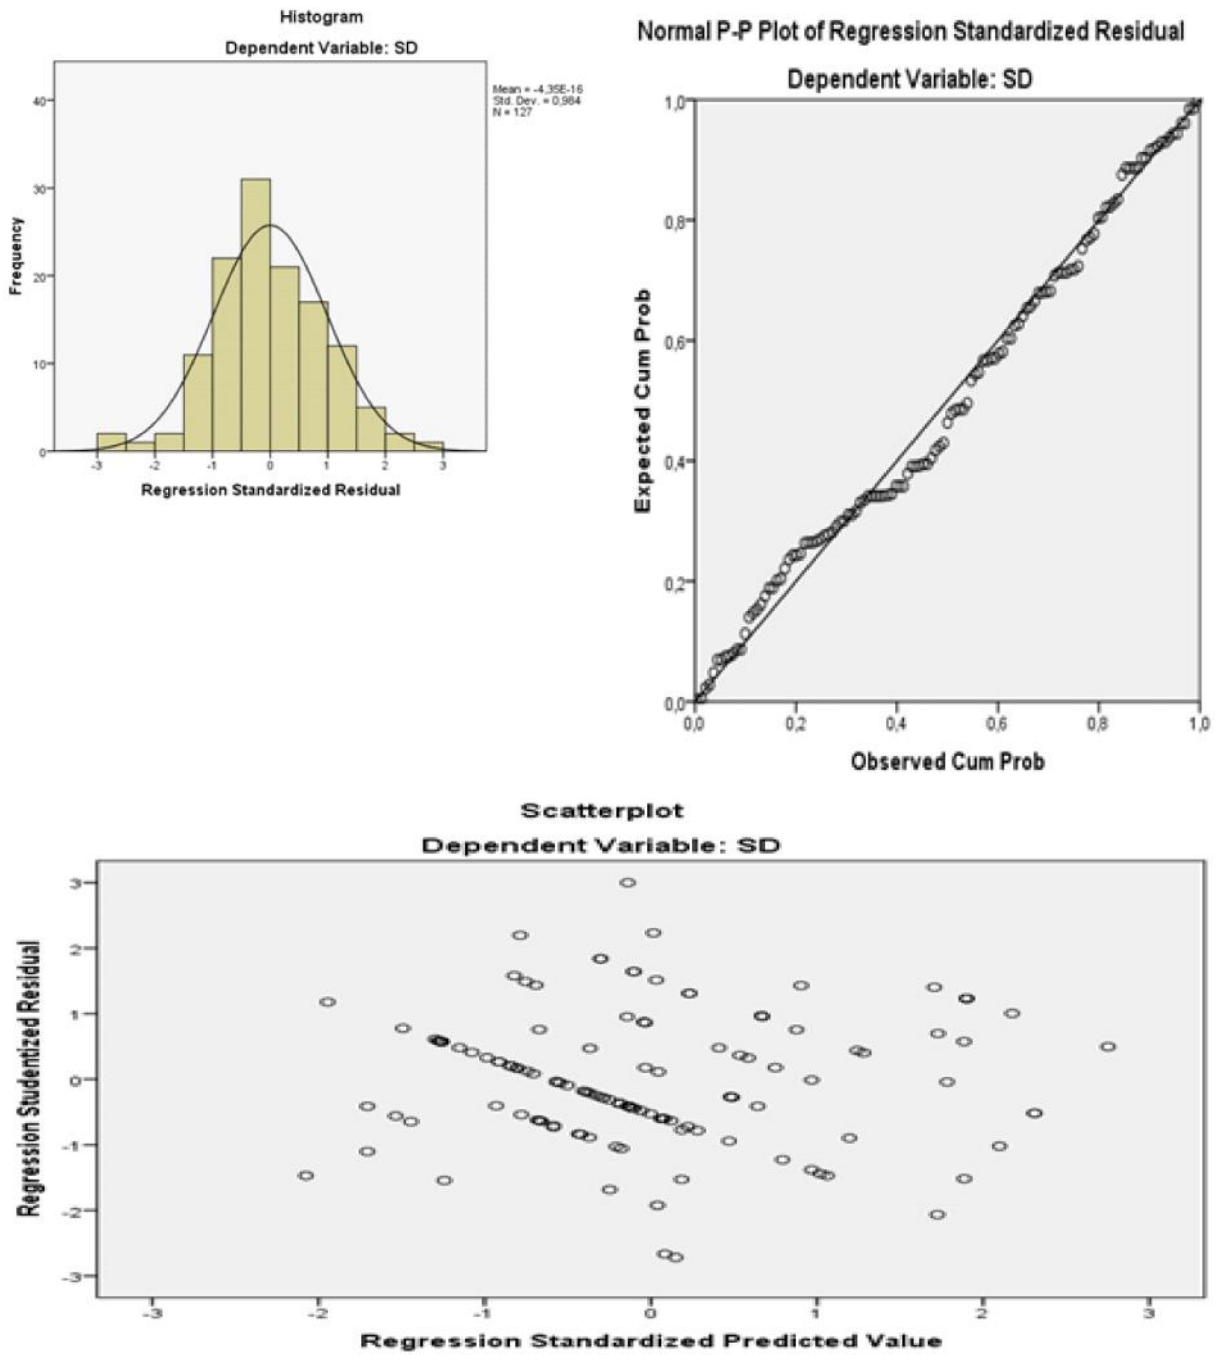 Histogram
Dependent Variable: SD
Mean = -4,35E-16
Std. Dev. = 0,984
N = 127
40
30
20
10
0
Frequency
-3 -2 -1 0 1 2 3
Regression Standardized Residual
Normal P-P Plot of Regression Standardized Residual
Dependent Variable: SD
1,0
0,8
0,6
0,4
0,2
0,0
Expected Cum Prob
0,0 0,2 0,4 0,6 0,8 1,0
Observed Cum Prob
Scatterplot
Dependent Variable: SD
3
2
1
0
-1
-2
-3
Regression Studentized Residual
-3 -2 -1 0 1 2 3
Regression Standardized Predicted Value